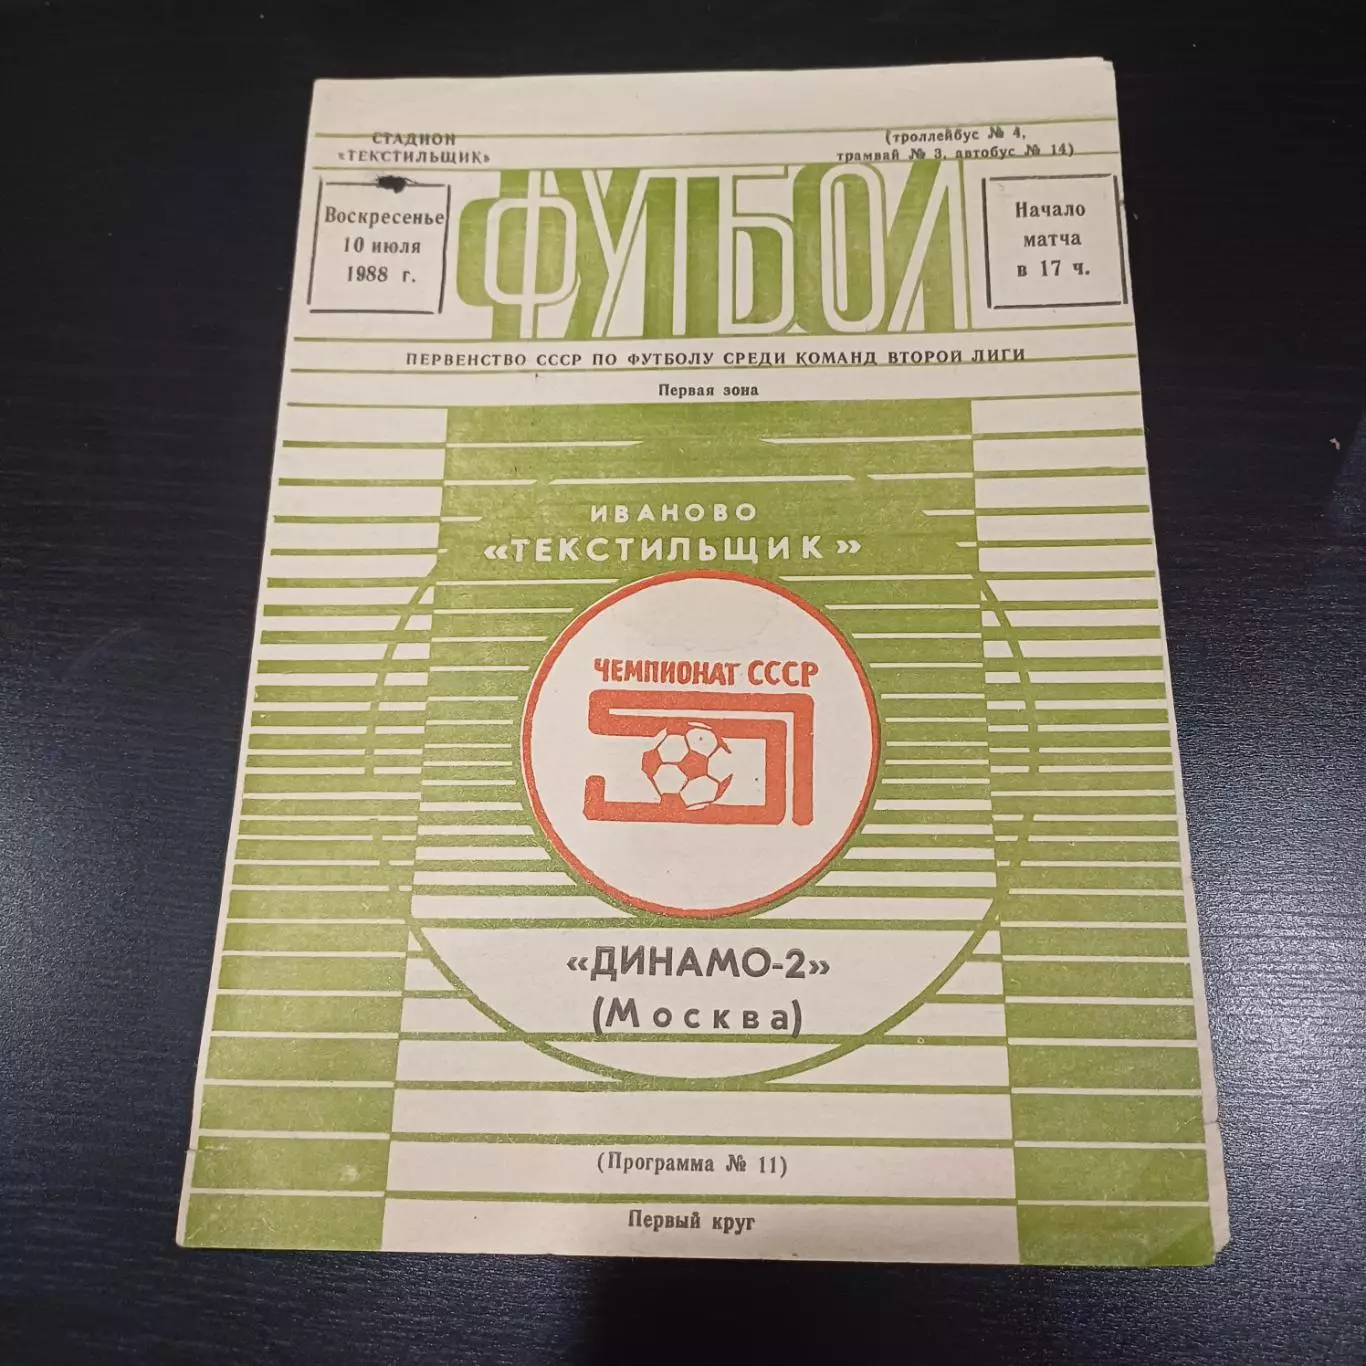 СТАДИОН
«ТЕКСТИЛЬЩИК»
(троллейбус № 4,
трамвай № 3, автобус № 14)
Воскресенье
10 июля
1988 г.
ФУТБОЛ
Начало
матча
в 17 ч.
ПЕРВЕНСТВО СССР ПО ФУТБОЛУ СРЕДИ КОМАНД ВТОРОЙ ЛИГИ
Первая зона
ИВАНОВО
«ТЕКСТИЛЬЩИК»
ЧЕМПИОНАТ СССР
51
«ДИНАМО-2»
(Москва)
(Программа № 11)
Первый круг